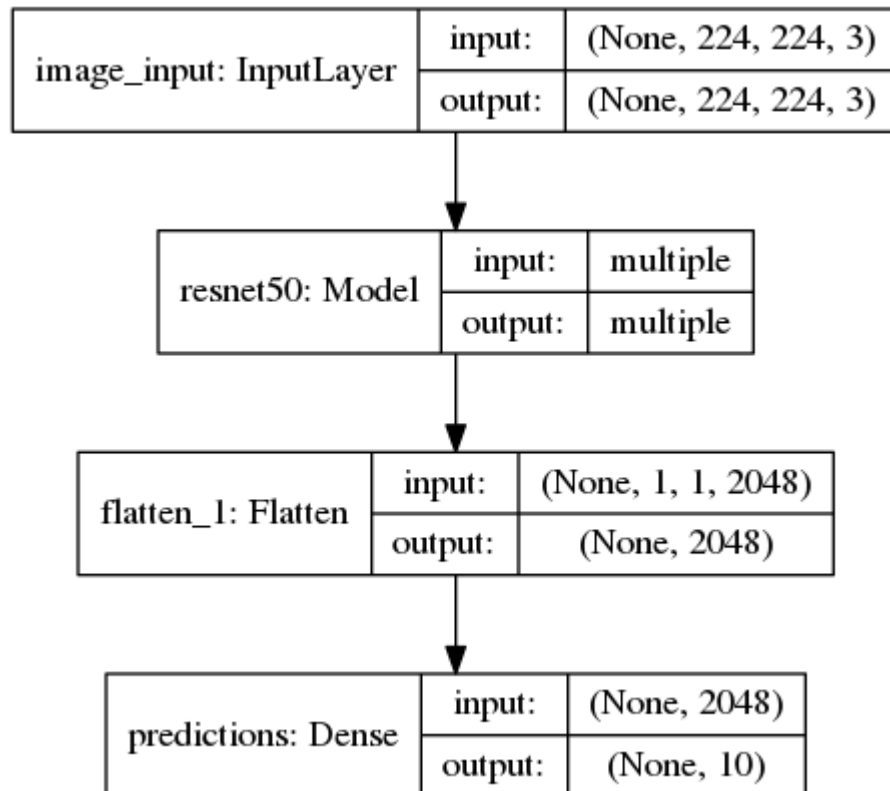 image_input: InputLayer
input:
(None, 224, 224, 3)
output:
(None, 224, 224, 3)
resnet50: Model
input:
multiple
output:
multiple
flatten_1: Flatten
input:
(None, 1, 1, 2048)
output:
(None, 2048)
predictions: Dense
input:
(None, 2048)
output:
(None, 10)